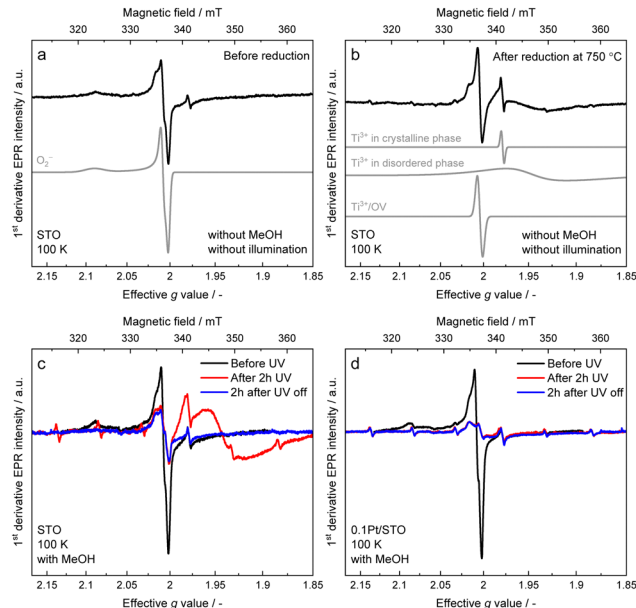 Magnetic field / mT
320 330 340 350 360
a
Before reduction
O₂⁻
STO
100 K
without MeOH
without illumination
1st derivative EPR intensity / a.u.
2.15 2.1 2.05 2 1.95 1.9 1.85
Effective g value / -
Magnetic field / mT
320 330 340 350 360
b
After reduction at 750 °C
Ti³⁺ in crystalline phase
Ti³⁺ in disordered phase
Ti³⁺/OV
STO
100 K
without MeOH
without illumination
1st derivative EPR intensity / a.u.
2.15 2.1 2.05 2 1.95 1.9 1.85
Effective g value / -
Magnetic field / mT
320 330 340 350 360
c
Before UV
After 2h UV
2h after UV off
STO
100 K
with MeOH
1st derivative EPR intensity / a.u.
2.15 2.1 2.05 2 1.95 1.9 1.85
Effective g value / -
Magnetic field / mT
320 330 340 350 360
d
Before UV
After 2h UV
2h after UV off
0.1Pt/STO
100 K
with MeOH
1st derivative EPR intensity / a.u.
2.15 2.1 2.05 2 1.95 1.9 1.85
Effective g value / -